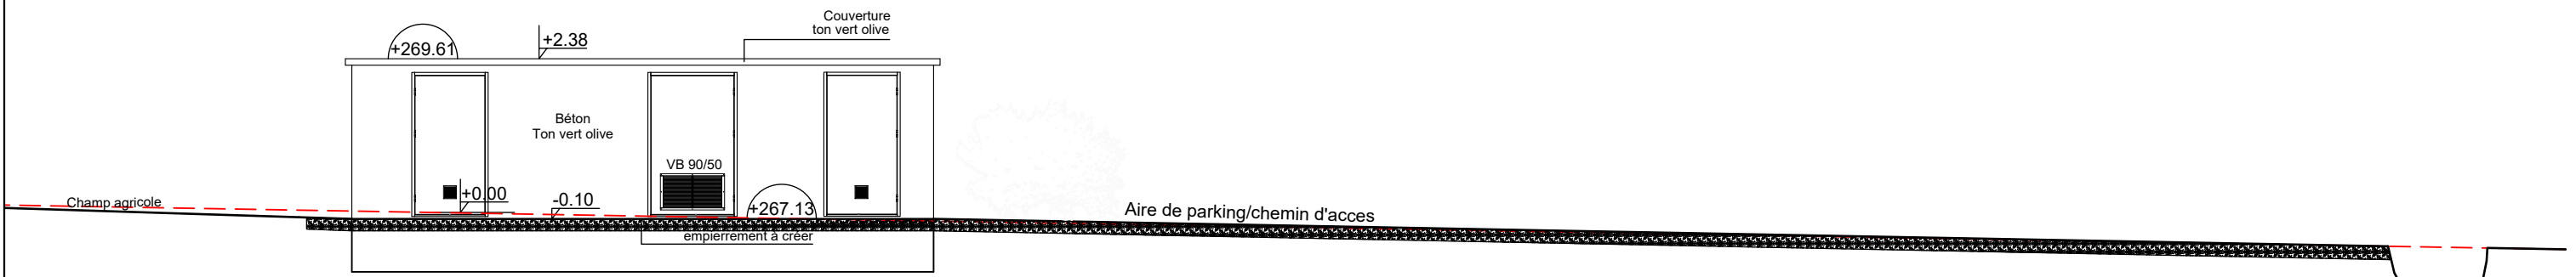 Couverture
ton vert olive
+269.61
+2.38
Béton
Ton vert olive
VB 90/50
+0.00
-0.10
+267.13
Champ agricole
Aire de parking/chemin d'acces
empierrement à créer